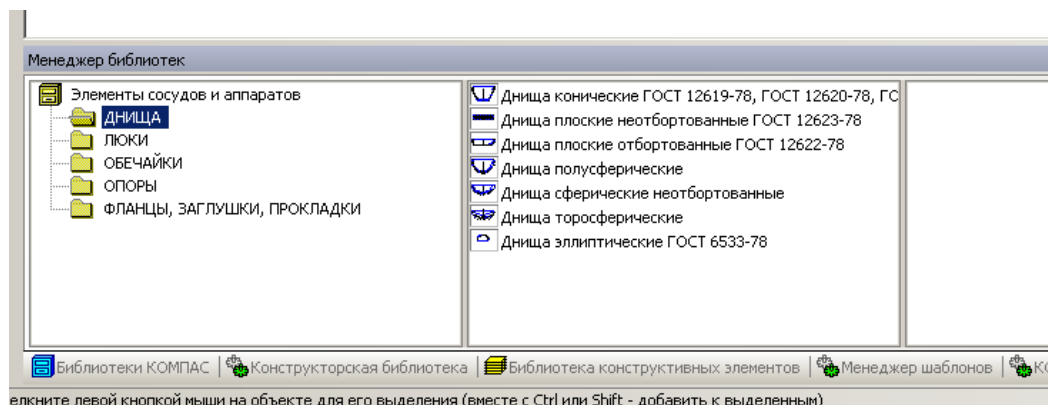 Менеджер библиотек
Элементы сосудов и аппаратов
ДНИЩА
ЛЮКИ
ОБЕЧАЙКИ
ОПОРЫ
ФЛАНЦЫ, ЗАГЛУШКИ, ПРОКЛАДКИ
Днища конические ГОСТ 12619-78, ГОСТ 12620-78, ГС
Днища плоские неотбортованные ГОСТ 12623-78
Днища плоские отбортованные ГОСТ 12622-78
Днища полусферические
Днища сферические неотбортованные
Днища торосферические
Днища эллиптические ГОСТ 6533-78
Библиотеки КОМПАС Конструкторская библиотека Библиотека конструктивных элементов Менеджер шаблонов КО
елкните левой кнопкой мыши на объекте для его выделения (вместе с Ctrl или Shift - добавить к выделенным)